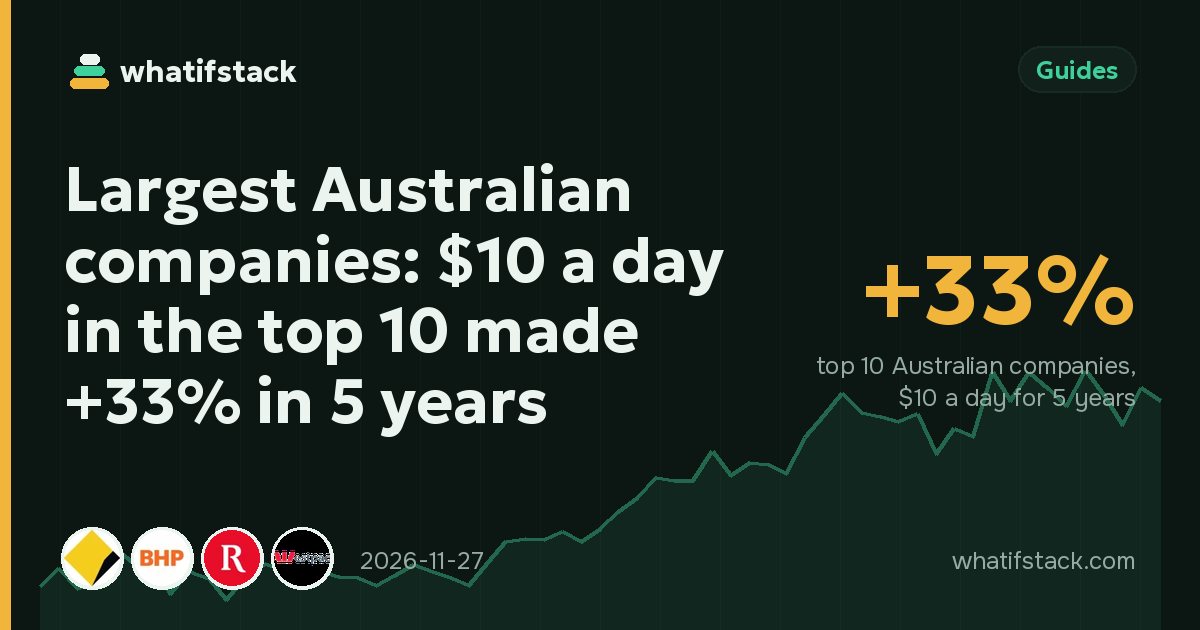 whatifstack
Guides
Largest Australian
companies: $10 a day
in the top 10 made
+33% in 5 years
+33%
top 10 Australian companies,
$10 a day for 5 years
BHP
R
2026-11-27
whatifstack.com